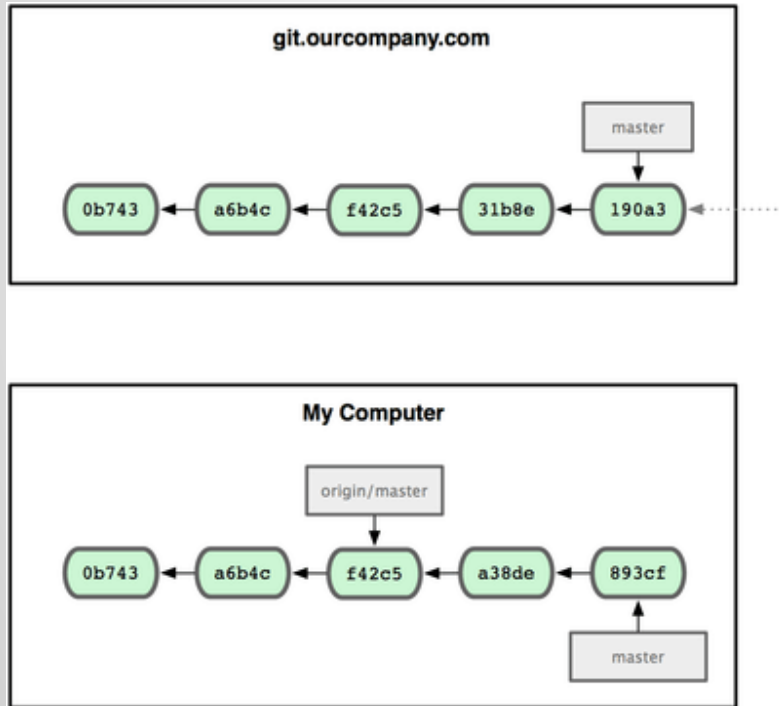 git.ourcompany.com
master
0b743 a6b4c f42c5 31b8e 190a3
My Computer
origin/master
0b743 a6b4c f42c5 a38de 893cf
master